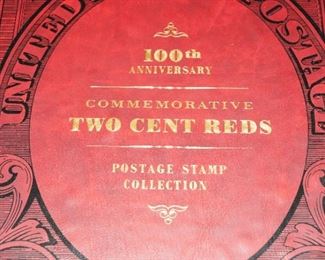 UNITED
POSTAGE
100th
ANNIVERSARY
COMMEMORATIVE
TWO CENT REDS
POSTAGE STAMP
COLLECTION